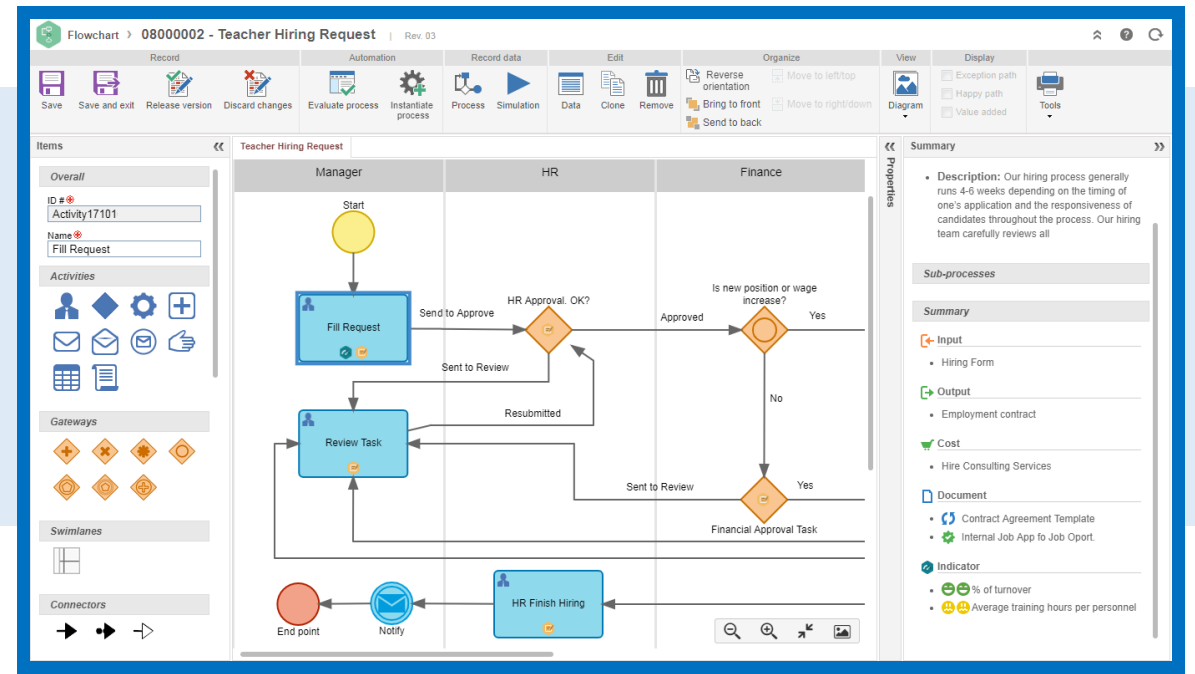 Flowchart > 08000002 - Teacher Hiring Request | Rev. 03
Record
Automation
Record data
Edit
Organize
View
Display
Save
Save and exit
Release version
Discard changes
Evaluate process
Instantiate
process
Process
Simulation
Data
Clone
Remove
Reverse
orientation
Bring to front
Send to back
Move to left/top
Move to right/down
Diagram
Exception path
Happy path
Value added
Tools
Items
Overall
ID #
Activity17101
Name
Fill Request
Activities
Gateways
Swimlanes
Connectors
Teacher Hiring Request
Manager
HR
Finance
Start
Fill Request
Send to Approve
HR Approval. OK?
Approved
Is new position or wage
increase?
Yes
Sent to Review
No
Resubmitted
Review Task
Sent to Review
Yes
Financial Approval Task
End point
Notify
HR Finish Hiring
Properties
Summary
• Description: Our hiring process generally
runs 4-6 weeks depending on the timing of
one's application and the responsiveness of
candidates throughout the process. Our hiring
team carefully reviews all
Sub-processes
Summary
Input
• Hiring Form
Output
• Employment contract
Cost
• Hire Consulting Services
Document
• Contract Agreement Template
• Internal Job App fo Job Oport.
Indicator
• % of turnover
• Average training hours per personnel